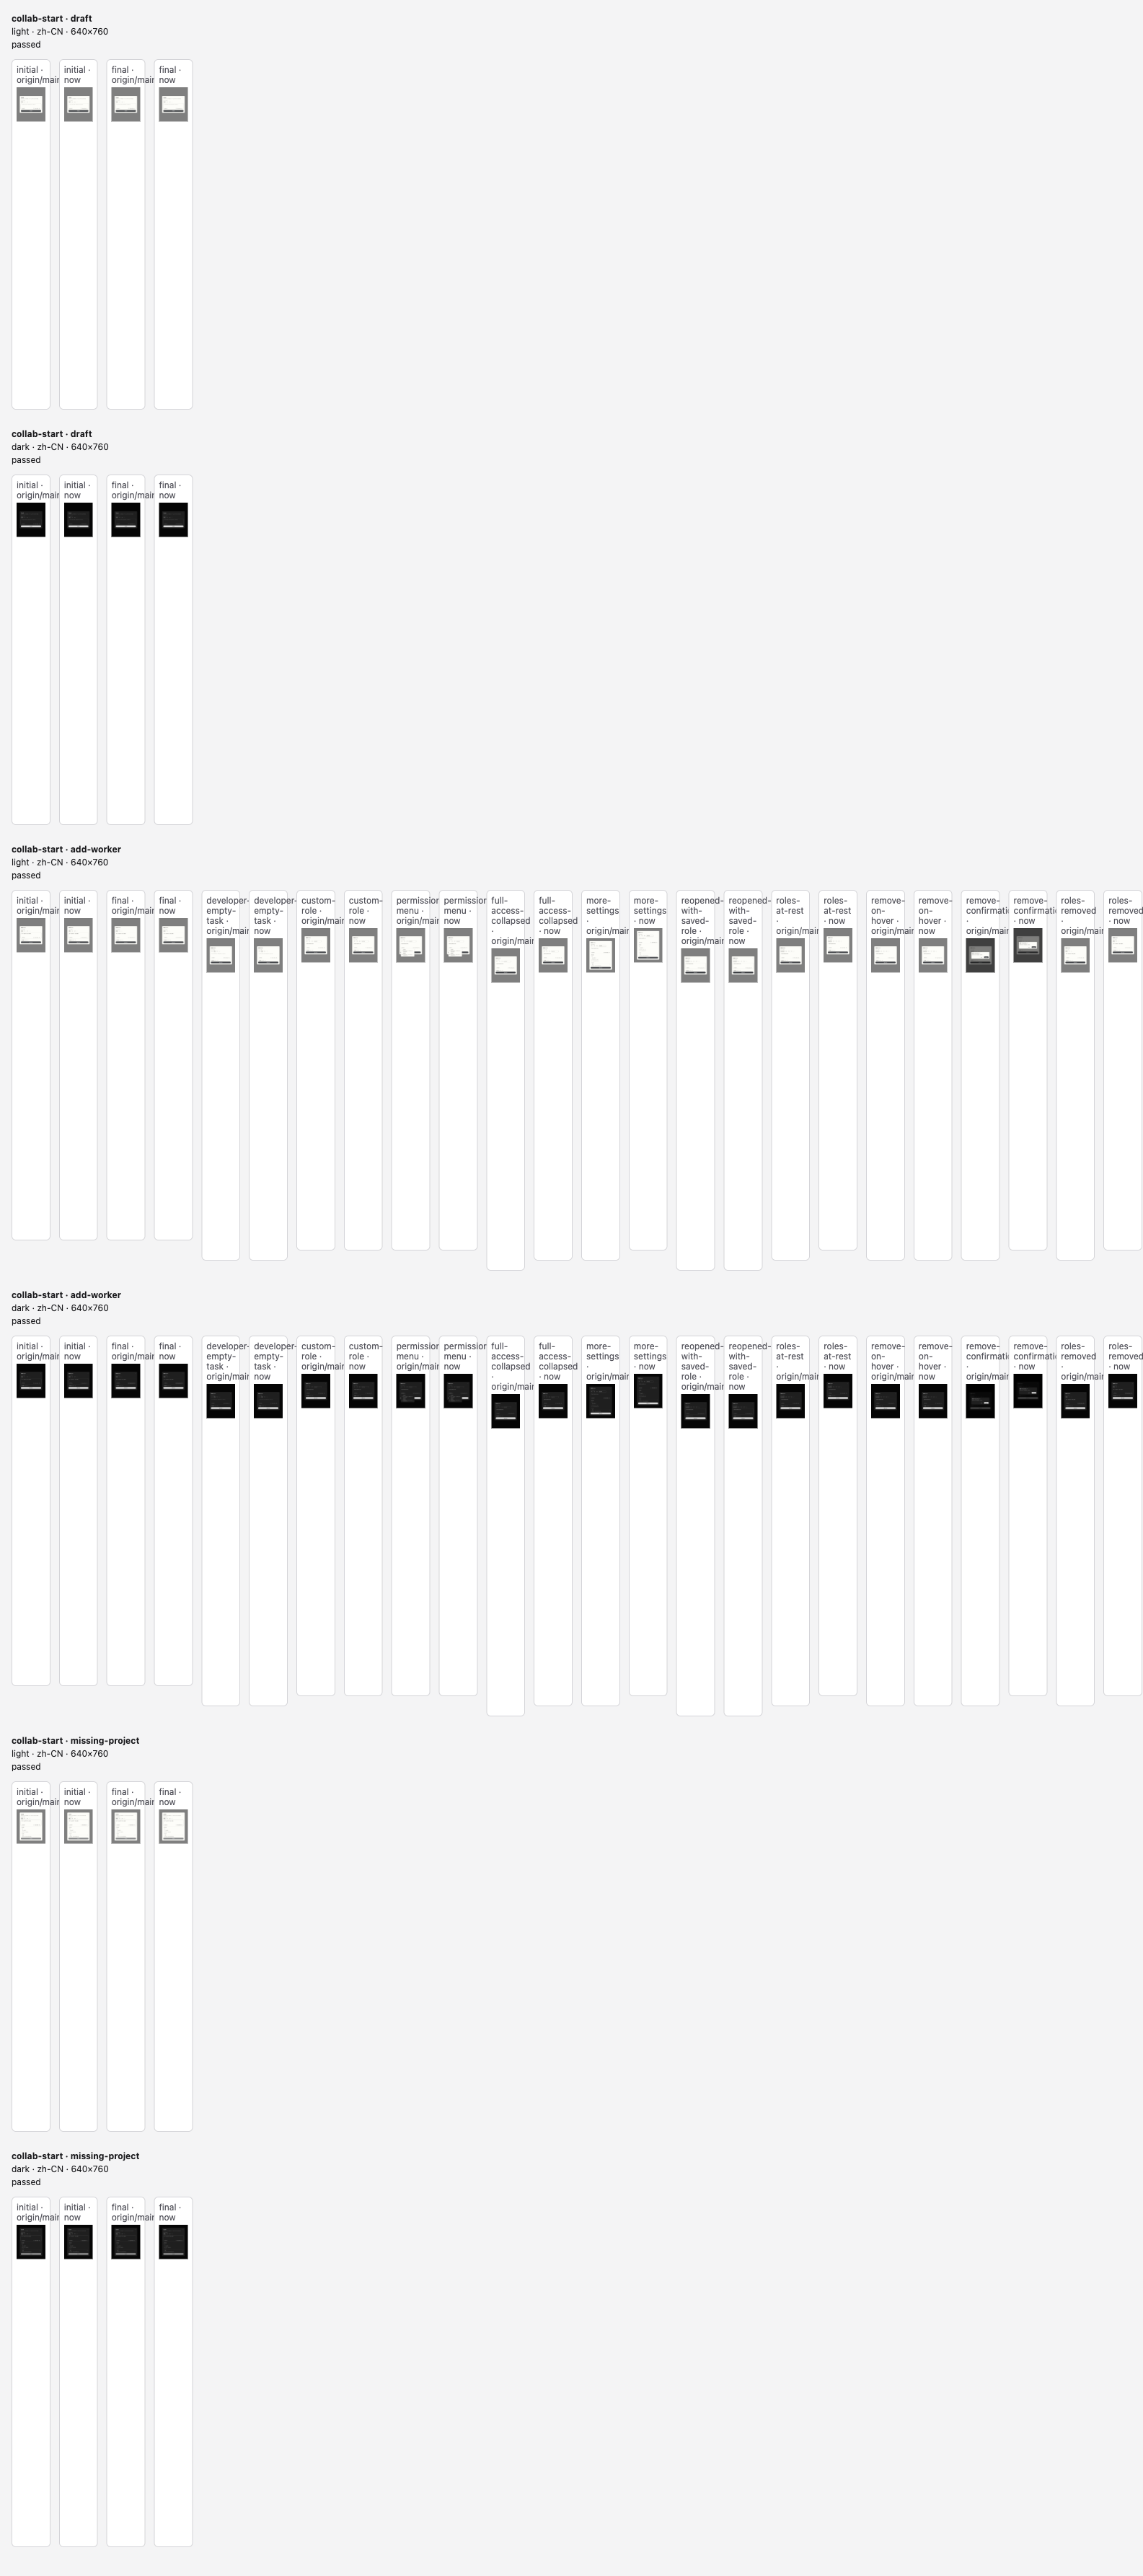 collab-start · draft
light · zh-CN · 640×760
passed
initial ·
origin/main
initial ·
now
final ·
origin/main
final ·
now
collab-start · draft
dark · zh-CN · 640×760
passed
initial ·
origin/main
initial ·
now
final ·
origin/main
final ·
now
collab-start · add-worker
light · zh-CN · 640×760
passed
initial ·
origin/main
initial ·
now
final ·
origin/main
final ·
now
developer-
empty-
task ·
origin/main
developer-
empty-
task ·
now
custom-
role ·
origin/main
custom-
role ·
now
permission
menu ·
origin/main
permission
menu ·
now
full-
access-
collapsed
·
origin/main
full-
access-
collapsed
· now
more-
settings
·
origin/main
more-
settings
· now
reopened-
with-
saved-
role ·
origin/main
reopened-
with-
saved-
role ·
now
roles-
at-rest
·
origin/main
roles-
at-rest
· now
remove-
on-
hover ·
origin/main
remove-
on-
hover ·
now
remove-
confirmati
·
origin/main
remove-
confirmati
· now
roles-
removed
·
origin/main
roles-
removed
· now
collab-start · add-worker
dark · zh-CN · 640×760
passed
initial ·
origin/main
initial ·
now
final ·
origin/main
final ·
now
developer-
empty-
task ·
origin/main
developer-
empty-
task ·
now
custom-
role ·
origin/main
custom-
role ·
now
permission
menu ·
origin/main
permission
menu ·
now
full-
access-
collapsed
·
origin/main
full-
access-
collapsed
· now
more-
settings
·
origin/main
more-
settings
· now
reopened-
with-
saved-
role ·
origin/main
reopened-
with-
saved-
role ·
now
roles-
at-rest
·
origin/main
roles-
at-rest
· now
remove-
on-
hover ·
origin/main
remove-
on-
hover ·
now
remove-
confirmati
·
origin/main
remove-
confirmati
· now
roles-
removed
·
origin/main
roles-
removed
· now
collab-start · missing-project
light · zh-CN · 640×760
passed
initial ·
origin/main
initial ·
now
final ·
origin/main
final ·
now
collab-start · missing-project
dark · zh-CN · 640×760
passed
initial ·
origin/main
initial ·
now
final ·
origin/main
final ·
now